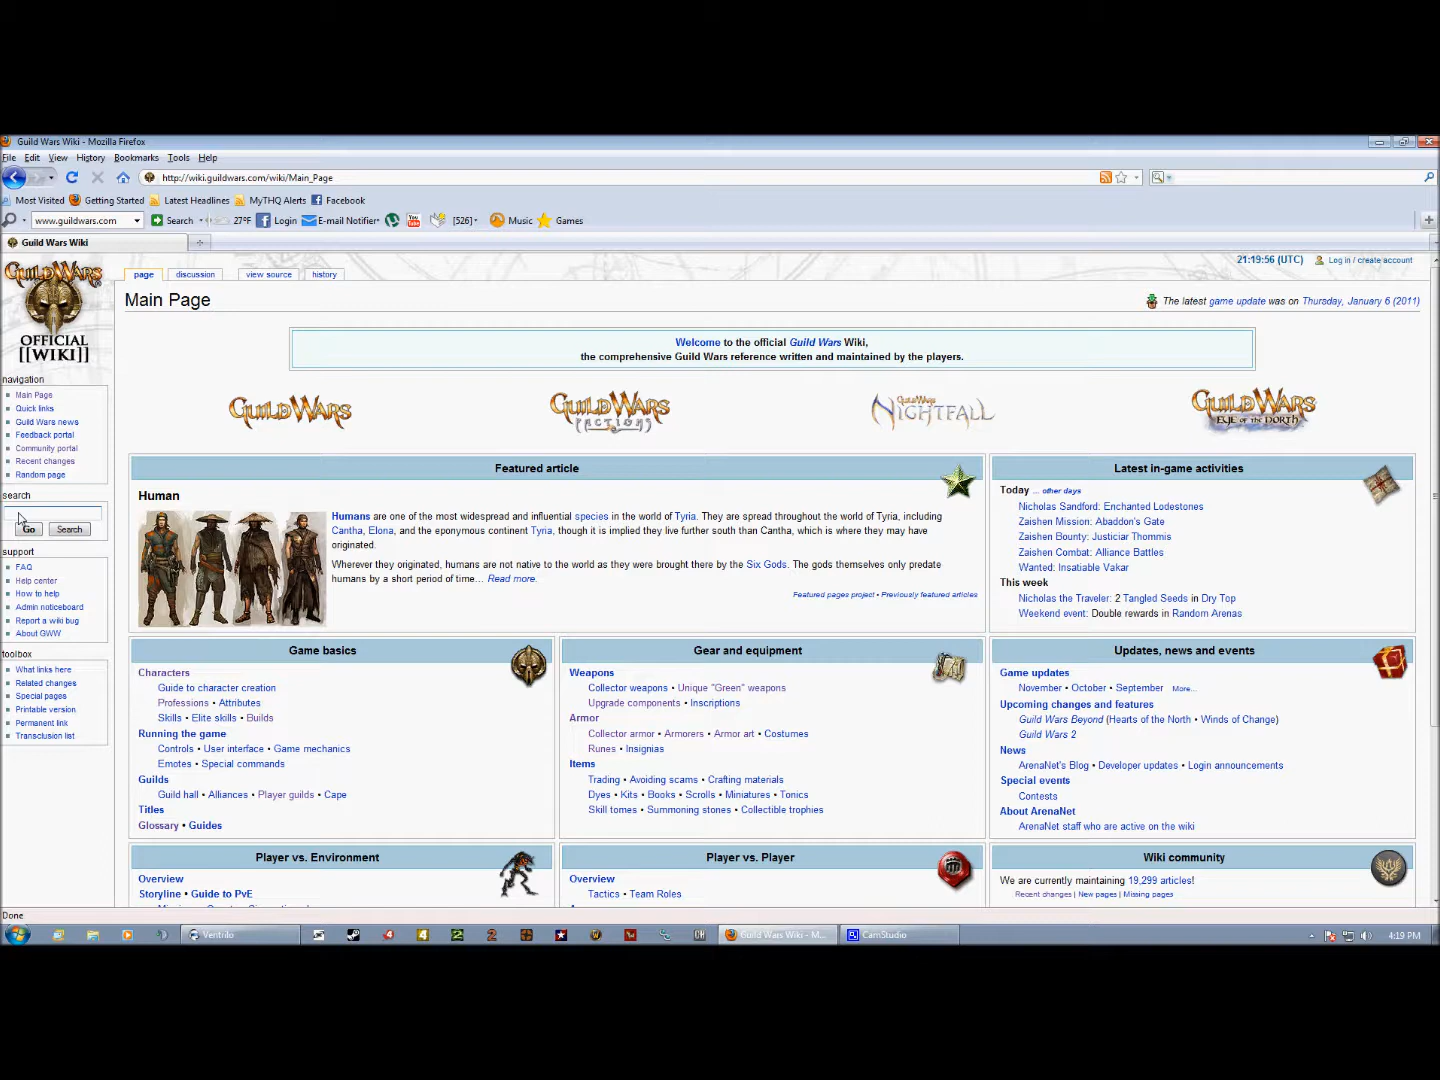 Guild Wars Wiki - Mozilla Firefox
File Edit View History Bookmarks Tools Help
http://wiki.guildwars.com/wiki/Main_Page
Most Visited Getting Started Latest Headlines MyTHQ Alerts Facebook
www.guildwars.com Search 27°F Login E-mail Notifier [526] Music Games
Guild Wars Wiki
21:19:56 (UTC) Log in / create account
page discussion view source history
GUILD WARS
OFFICIAL
[[WIKI]]
Main Page
The latest game update was on Thursday, January 6 (2011)
Welcome to the official Guild Wars Wiki,
the comprehensive Guild Wars reference written and maintained by the players.
GUILD WARS
GUILD WARS FACTIONS
GUILD WARS NIGHTFALL
GUILD WARS EYE OF THE NORTH
navigation
Main Page
Quick links
Guild Wars news
Feedback portal
Community portal
Recent changes
Random page
search
Go Search
support
FAQ
Help center
How to help
Admin noticeboard
Report a wiki bug
About GWW
toolbox
What links here
Related changes
Special pages
Printable version
Permanent link
Transclusion list
Featured article
Human
Humans are one of the most widespread and influential species in the world of Tyria. They are spread throughout the world of Tyria, including
Cantha, Elona, and the eponymous continent Tyria, though it is implied they live further south than Cantha, which is where they may have
originated.
Wherever they originated, humans are not native to the world as they were brought there by the Six Gods. The gods themselves only predate
humans by a short period of time... Read more.
Featured pages project • Previously featured articles
Latest in-game activities
Today ... other days
Nicholas Sandford: Enchanted Lodestones
Zaishen Mission: Abaddon's Gate
Zaishen Bounty: Justiciar Thommis
Zaishen Combat: Alliance Battles
Wanted: Insatiable Vakar
This week
Nicholas the Traveler: 2 Tangled Seeds in Dry Top
Weekend event: Double rewards in Random Arenas
Game basics
Characters
Guide to character creation
Professions • Attributes
Skills • Elite skills • Builds
Running the game
Controls • User interface • Game mechanics
Emotes • Special commands
Guilds
Guild hall • Alliances • Player guilds • Cape
Titles
Glossary • Guides
Gear and equipment
Weapons
Collector weapons • Unique "Green" weapons
Upgrade components • Inscriptions
Armor
Collector armor • Armorers • Armor art • Costumes
Runes • Insignias
Items
Trading • Avoiding scams • Crafting materials
Dyes • Kits • Books • Scrolls • Miniatures • Tonics
Skill tomes • Summoning stones • Collectible trophies
Updates, news and events
Game updates
November • October • September More...
Upcoming changes and features
Guild Wars Beyond (Hearts of the North • Winds of Change)
Guild Wars 2
News
ArenaNet's Blog • Developer updates • Login announcements
Special events
Contests
About ArenaNet
ArenaNet staff who are active on the wiki
Player vs. Environment
Overview
Storyline • Guide to PvE
Player vs. Player
Overview
Tactics • Team Roles
Wiki community
We are currently maintaining 19,299 articles!
Recent changes | New pages | Missing pages
Done
Ventrilo Guild Wars Wiki - M... CamStudio 4:19 PM